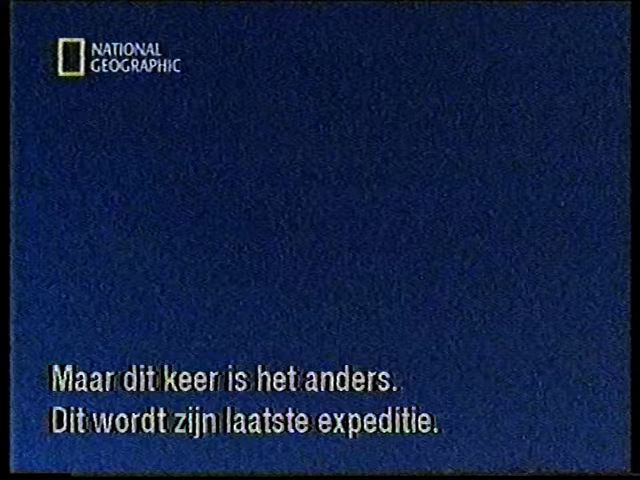 NATIONAL
GEOGRAPHIC
Maar dit keer is het anders.
Dit wordt zijn laatste expeditie.